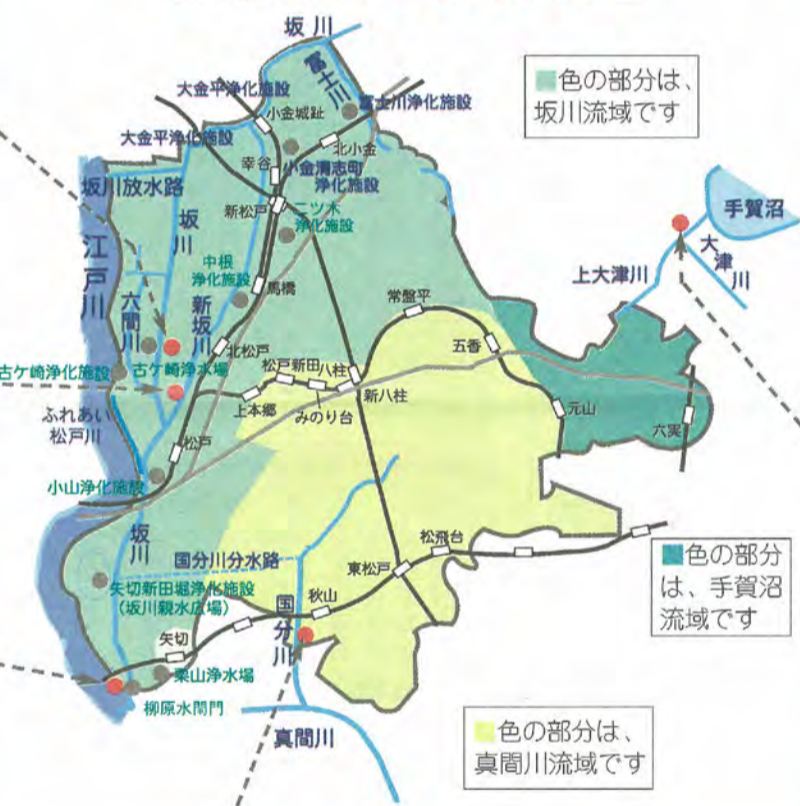 坂川
富士川
大金平浄化施設
小金城趾
富士川浄化施設
大金平浄化施設
北小金
幸谷
小金清志町
浄化施設
坂川放水路
新松戸
二ツ木
浄化施設
坂川
江戸川
中根
浄化施設
馬橋
六間川
新坂川
北松戸
古ケ崎浄化施設
古ケ崎浄水場
常盤平
五香
松戸新田
八柱
新八柱
上本郷
みのり台
元山
六実
ふれあい
松戸川
松戸
小山浄化施設
坂川
国分川分水路
矢切新田堀浄化施設
(坂川親水広場)
秋山
東松戸
松飛台
国分川
矢切
栗山浄水場
柳原水閘門
真間川
手賀沼
大津川
上大津川
■色の部分は、
坂川流域です
■色の部分
は、手賀沼
流域です
■色の部分は、
真間川流域です